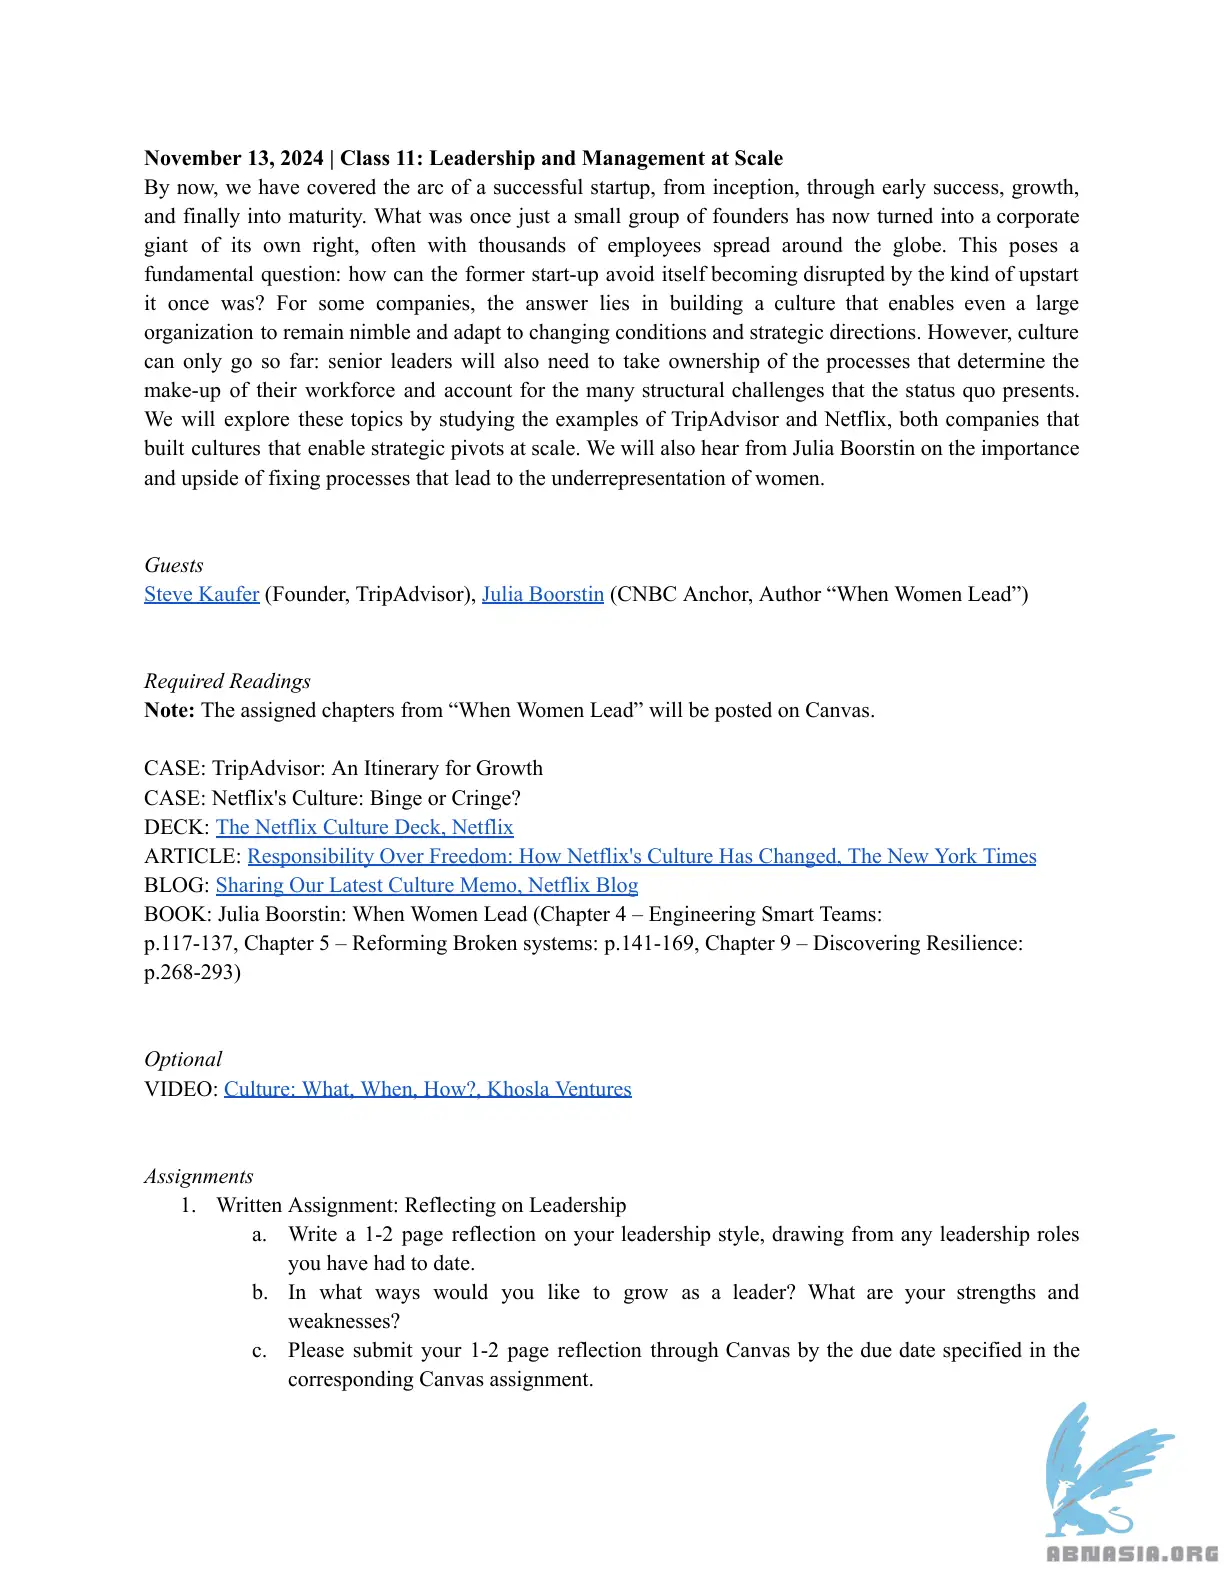 November 13, 2024 | Class 11: Leadership and Management at Scale
By now, we have covered the arc of a successful startup, from inception, through early success, growth,
and finally into maturity. What was once just a small group of founders has now turned into a corporate
giant of its own right, often with thousands of employees spread around the globe. This poses a
fundamental question: how can the former start-up avoid itself becoming disrupted by the kind of upstart
it once was? For some companies, the answer lies in building a culture that enables even a large
organization to remain nimble and adapt to changing conditions and strategic directions. However, culture
can only go so far: senior leaders will also need to take ownership of the processes that determine the
make-up of their workforce and account for the many structural challenges that the status quo presents.
We will explore these topics by studying the examples of TripAdvisor and Netflix, both companies that
built cultures that enable strategic pivots at scale. We will also hear from Julia Boorstin on the importance
and upside of fixing processes that lead to the underrepresentation of women.
Guests
Steve Kaufer (Founder, TripAdvisor), Julia Boorstin (CNBC Anchor, Author “When Women Lead”)
Required Readings
Note: The assigned chapters from “When Women Lead” will be posted on Canvas.
CASE: TripAdvisor: An Itinerary for Growth
CASE: Netflix's Culture: Binge or Cringe?
DECK: The Netflix Culture Deck, Netflix
ARTICLE: Responsibility Over Freedom: How Netflix's Culture Has Changed, The New York Times
BLOG: Sharing Our Latest Culture Memo, Netflix Blog
BOOK: Julia Boorstin: When Women Lead (Chapter 4 – Engineering Smart Teams:
p.117-137, Chapter 5 – Reforming Broken systems: p.141-169, Chapter 9 – Discovering Resilience:
p.268-293)
Optional
VIDEO: Culture: What, When, How?, Khosla Ventures
Assignments
1. Written Assignment: Reflecting on Leadership
a. Write a 1-2 page reflection on your leadership style, drawing from any leadership roles
you have had to date.
b. In what ways would you like to grow as a leader? What are your strengths and
weaknesses?
c. Please submit your 1-2 page reflection through Canvas by the due date specified in the
corresponding Canvas assignment.
ABNASIA.ORG